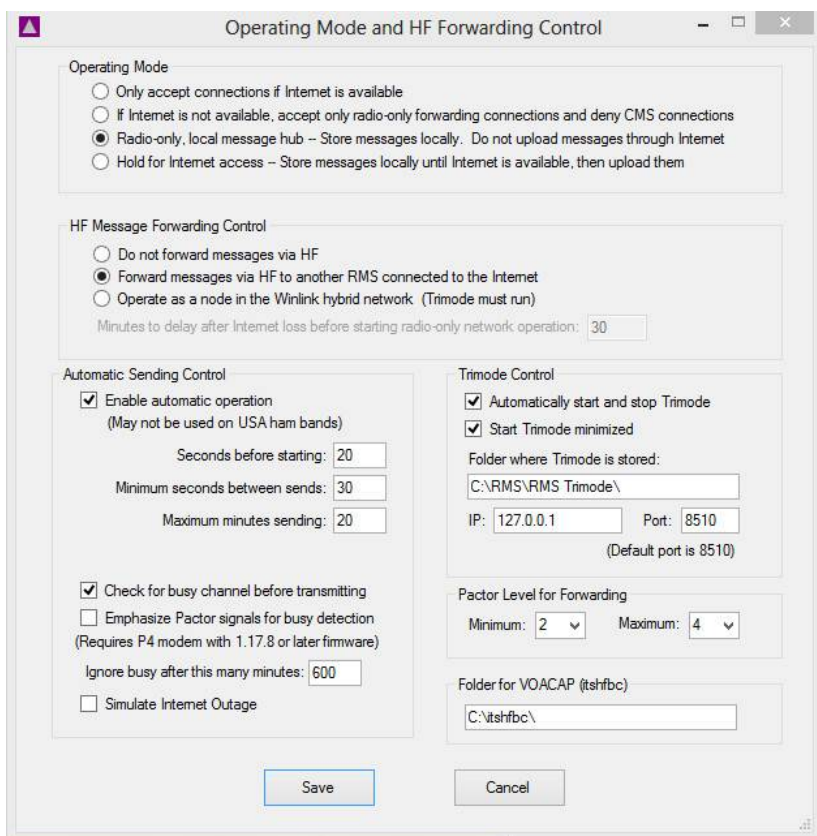 Operating Mode and HF Forwarding Control
Operating Mode
Only accept connections if Internet is available
If Internet is not available, accept only radio-only forwarding connections and deny CMS connections
Radio-only, local message hub -- Store messages locally. Do not upload messages through Internet
Hold for Internet access -- Store messages locally until Internet is available, then upload them
HF Message Forwarding Control
Do not forward messages via HF
Forward messages via HF to another RMS connected to the Internet
Operate as a node in the Winlink hybrid network (Trimode must run)
Minutes to delay after Internet loss before starting radio-only network operation: 30
Automatic Sending Control
Enable automatic operation
(May not be used on USA ham bands)
Seconds before starting: 20
Minimum seconds between sends: 30
Maximum minutes sending: 20
Check for busy channel before transmitting
Emphasize Pactor signals for busy detection
(Requires P4 modem with 1.17.8 or later firmware)
Ignore busy after this many minutes: 600
Simulate Internet Outage
Trimode Control
Automatically start and stop Trimode
Start Trimode minimized
Folder where Trimode is stored:
C:\RMS\RMS Trimode\
IP: 127.0.0.1 Port: 8510
(Default port is 8510)
Pactor Level for Forwarding
Minimum: 2 Maximum: 4
Folder for VOACAP (itshfbc)
C:\itshfbc\
Save Cancel